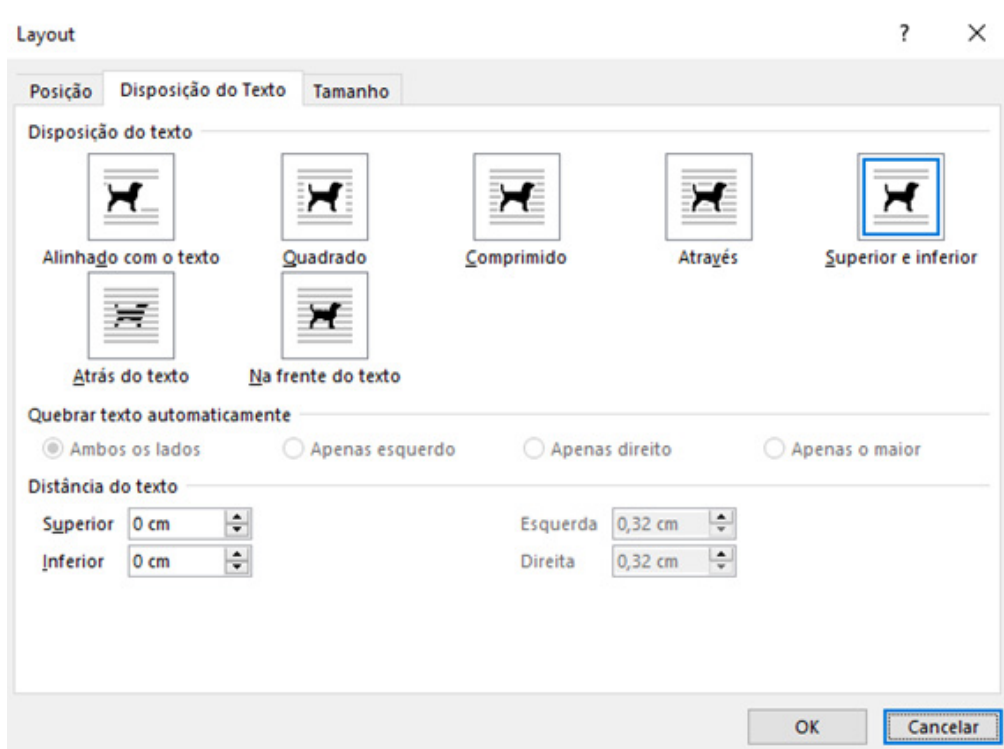 Layout ? X
Posição Disposição do Texto Tamanho
Disposição do texto
Alinhado com o texto Quadrado Comprimido Através Superior e inferior
Atrás do texto Na frente do texto
Quebrar texto automaticamente
Ambos os lados Apenas esquerdo Apenas direito Apenas o maior
Distância do texto
Superior 0 cm Esquerda 0,32 cm
Inferior 0 cm Direita 0,32 cm
OK Cancelar